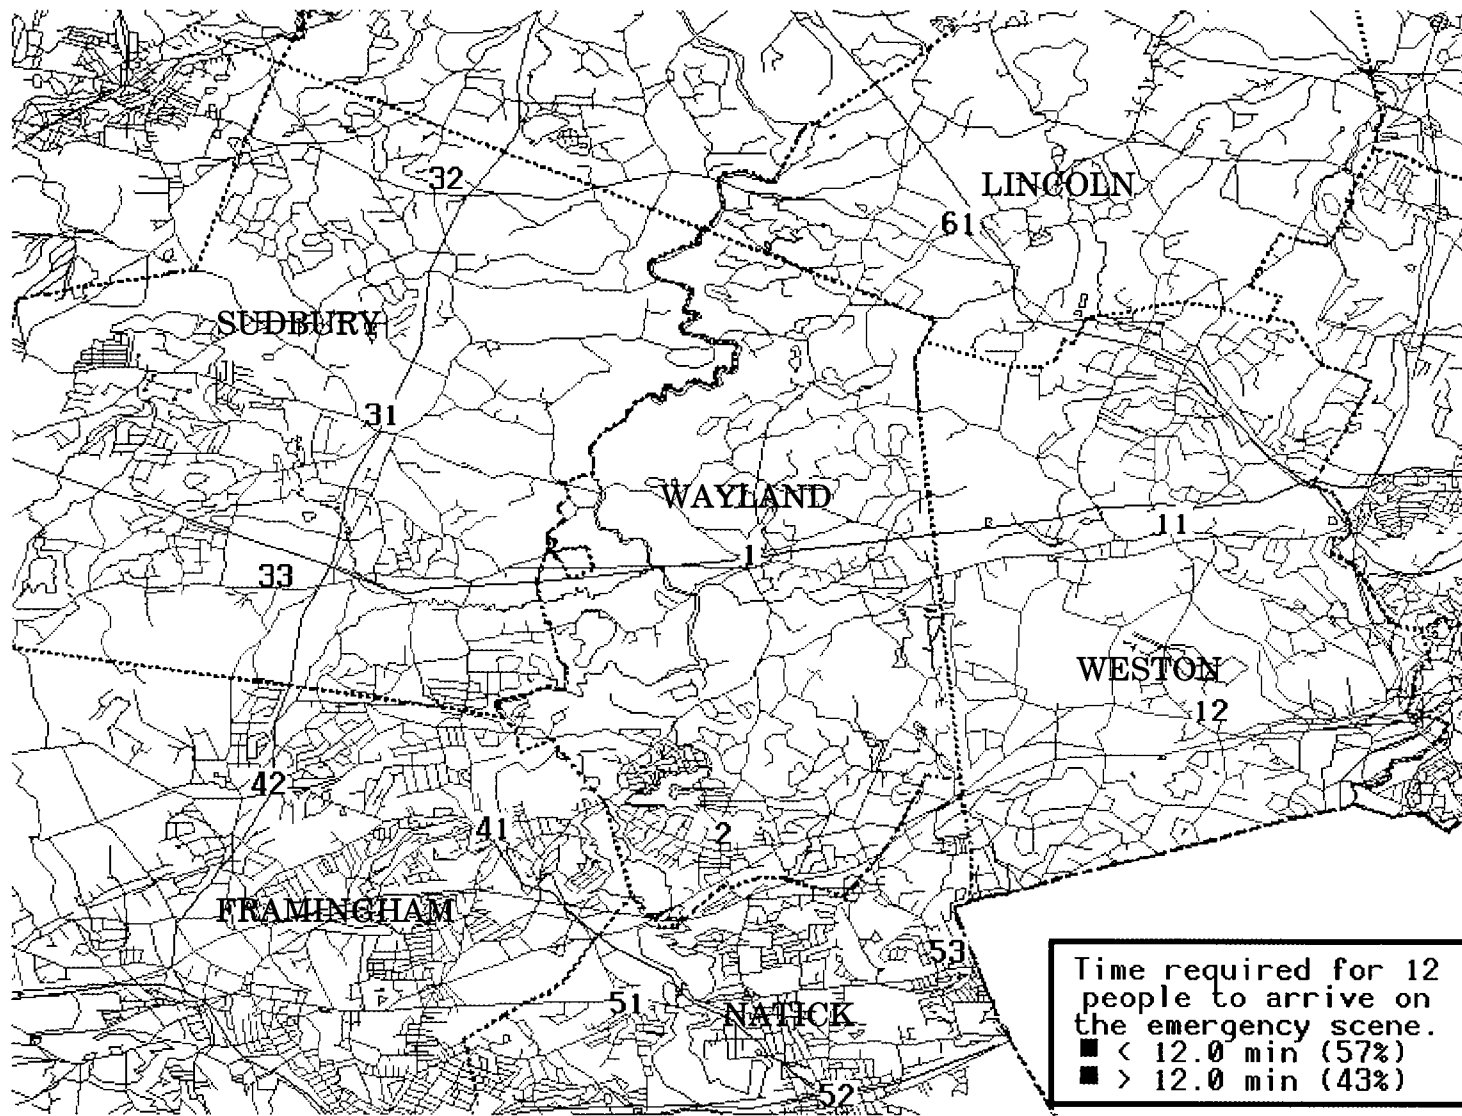 32
LINCOLN
61
SUDBURY
31
WAYLAND
11
1
33
WESTON
12
42
41
2
FRAMINGHAM
53
51
NATICK
52
Time required for 12
people to arrive on
the emergency scene.
< 12.0 min (57%)
> 12.0 min (43%)